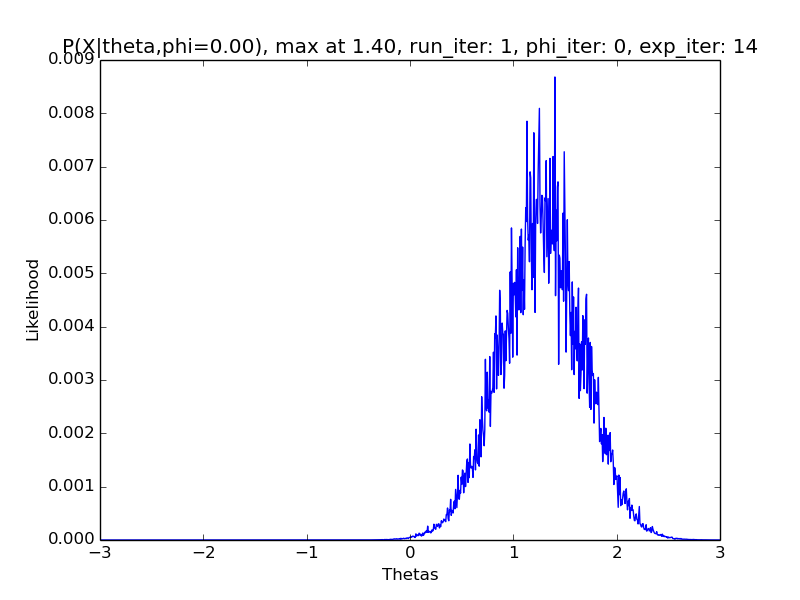 P(X|theta,phi=0.00), max at 1.40, run_iter: 1, phi_iter: 0, exp_iter: 14
0.009
0.008
0.007
0.006
0.005
0.004
0.003
0.002
0.001
0.000
Likelihood
−3 −2 −1 0 1 2 3
Thetas